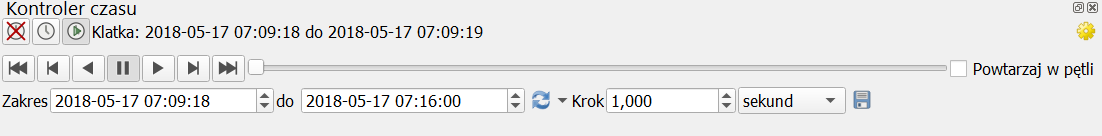 Kontroler czasu
Klatka: 2018-05-17 07:09:18 do 2018-05-17 07:09:19
Powtarzaj w pętli
Zakres 2018-05-17 07:09:18 do 2018-05-17 07:16:00 Krok 1,000 sekund